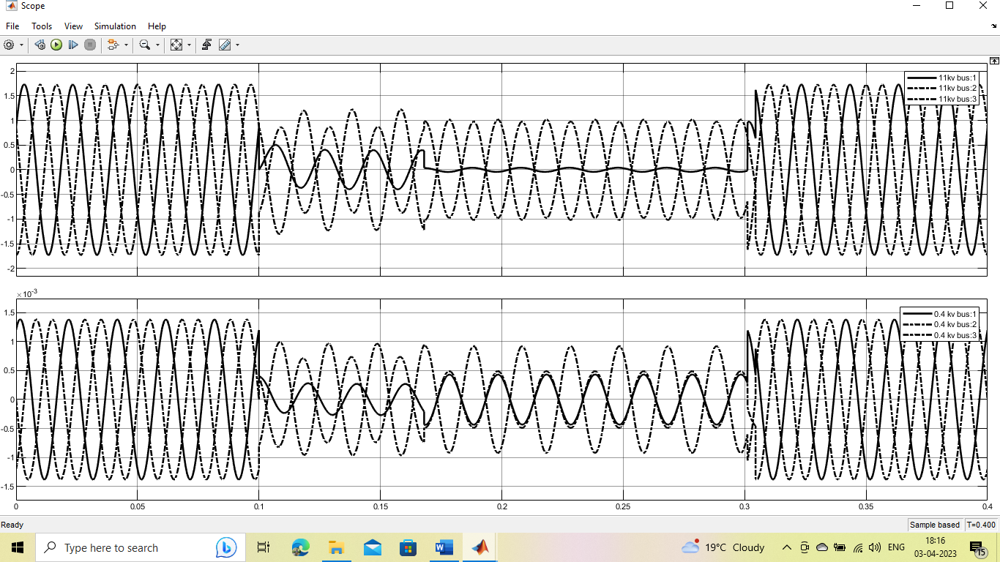 Scope
File Tools View Simulation Help
2
1.5
1
0.5
0
-0.5
-1
-1.5
-2
11kv bus:1
11kv bus:2
11kv bus:3
×10-3
1.5
1
0.5
0
-0.5
-1
-1.5
0.4 kv bus:1
0.4 kv bus:2
0.4 kv bus:3
0 0.05 0.1 0.15 0.2 0.25 0.3 0.35 0.4
Ready Sample based T=0.400
Type here to search 19°C Cloudy ENG 18:16
03-04-2023 15